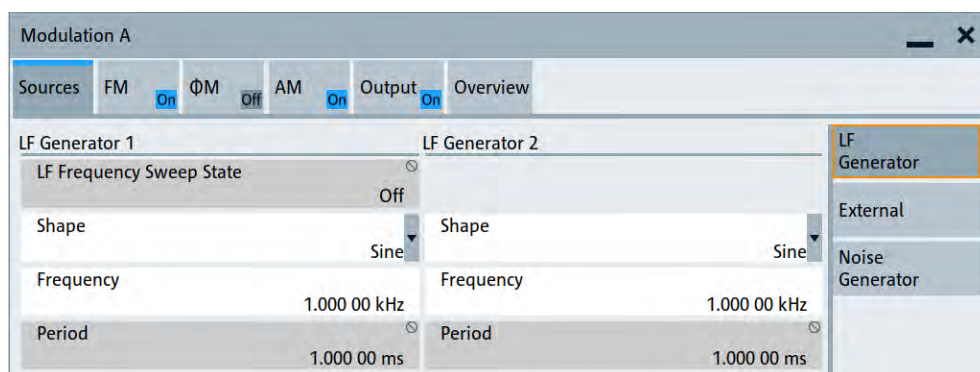 Modulation A
Sources FM On ΦM Off AM On Output On Overview
LF Generator 1
LF Frequency Sweep State
Off
Shape
Sine
Frequency
1.000 00 kHz
Period
1.000 00 ms
LF Generator 2
Shape
Sine
Frequency
1.000 00 kHz
Period
1.000 00 ms
LF
Generator
External
Noise
Generator